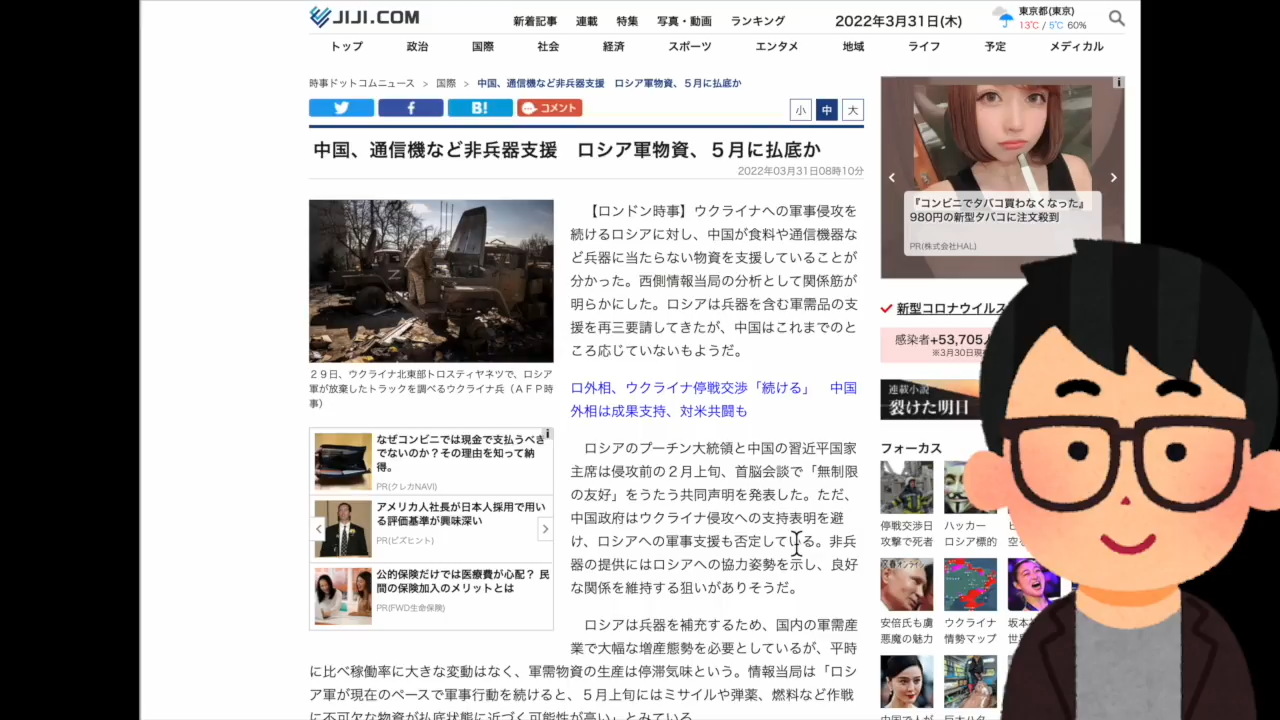 JIJI.COM
新着記事 連載 特集 写真・動画 ランキング
2022年3月31日(木)
東京都(東京)
13℃ / 5℃ 60%
トップ 政治 国際 社会 経済 スポーツ エンタメ 地域 ライフ 予定 メディカル
時事ドットコムニュース > 国際 > 中国、通信機など非兵器支援 ロシア軍物資、５月に払底か
B! コメント
小 中 大
中国、通信機など非兵器支援 ロシア軍物資、５月に払底か
2022年03月31日08時10分
２９日、ウクライナ北東部トロスティヤネツで、ロシア
軍が放棄したトラックを調べるウクライナ兵（ＡＦＰ時
事）
なぜコンビニでは現金で支払うべき
でないのか？その理由を知って納
得。
PR(クレカNAVI)
アメリカ人社長が日本人採用で用い
る評価基準が興味深い
PR(ビズヒント)
公的保険だけでは医療費が心配？ 民
間の保険加入のメリットとは
PR(FWD生命保険)
【ロンドン時事】ウクライナへの軍事侵攻を
続けるロシアに対し、中国が食料や通信機器な
ど兵器に当たらない物資を支援していることが
分かった。西側情報当局の分析として関係筋が
明らかにした。ロシアは兵器を含む軍需品の支
援を再三要請してきたが、中国はこれまでのと
ころ応じていないもようだ。
ロ外相、ウクライナ停戦交渉「続ける」 中国
外相は成果支持、対米共闘も
ロシアのプーチン大統領と中国の習近平国家
主席は侵攻前の２月上旬、首脳会談で「無制限
の友好」をうたう共同声明を発表した。ただ、
中国政府はウクライナ侵攻への支持表明を避
け、ロシアへの軍事支援も否定している。非兵
器の提供にはロシアへの協力姿勢を示し、良好
な関係を維持する狙いがありそうだ。
ロシアは兵器を補充するため、国内の軍需産
業で大幅な増産態勢を必要としているが、平時
に比べ稼働率に大きな変動はなく、軍需物資の生産は停滞気味という。情報当局は「ロシ
ア軍が現在のペースで軍事行動を続けると、５月上旬にはミサイルや弾薬、燃料など作戦
に不可欠な物資が払底状態に近づく可能性が高い」とみている。
『コンビニでタバコ買わなくなった』
980円の新型タバコに注文殺到
PR(株式会社HAL)
新型コロナウイルス
感染者+53,705人
※3月30日現在
連載小説
裂けた明日
フォーカス
停戦交渉日
攻撃で死者
ハッカー
ロシア標的
安倍氏も虜
悪魔の魅力
ウクライナ
情勢マップ